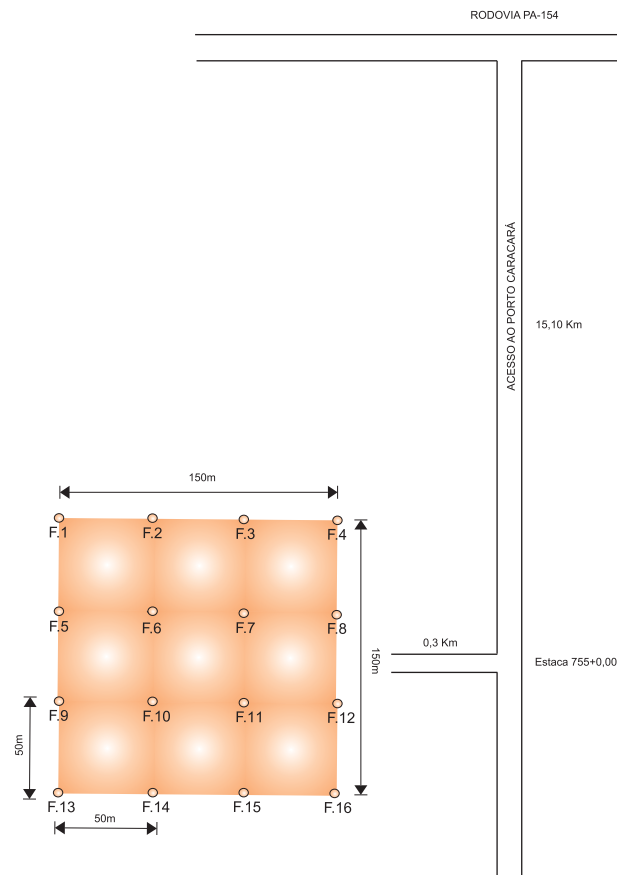 RODOVIA PA-154
ACESSO AO PORTO CARACARÁ
15,10 Km
150m
F.1
F.2
F.3
F.4
F.5
F.6
F.7
F.8
0,3 Km
150m
Estaca 755+0,00
F.9
F.10
F.11
F.12
50m
F.13
F.14
F.15
F.16
50m